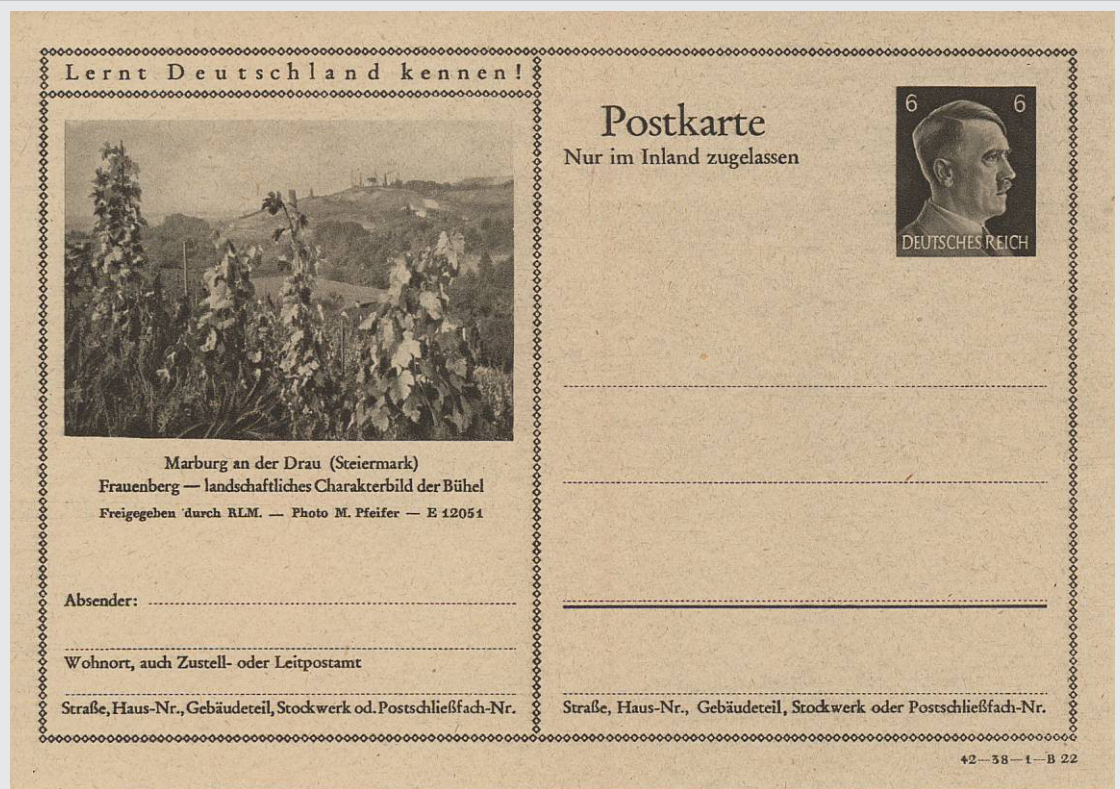 Lernt Deutschland kennen!
Marburg an der Drau (Steiermark)
Frauenberg — landschaftliches Charakterbild der Bühel
Freigegeben durch RLM. — Photo M. Pfeifer — E 12051
Absender:
Wohnort, auch Zustell- oder Leitpostamt
Straße, Haus-Nr., Gebäudeteil, Stockwerk od. Postschließfach-Nr.
Postkarte
Nur im Inland zugelassen
6 6
DEUTSCHES REICH
Straße, Haus-Nr., Gebäudeteil, Stockwerk oder Postschließfach-Nr.
42—38—1—B 22